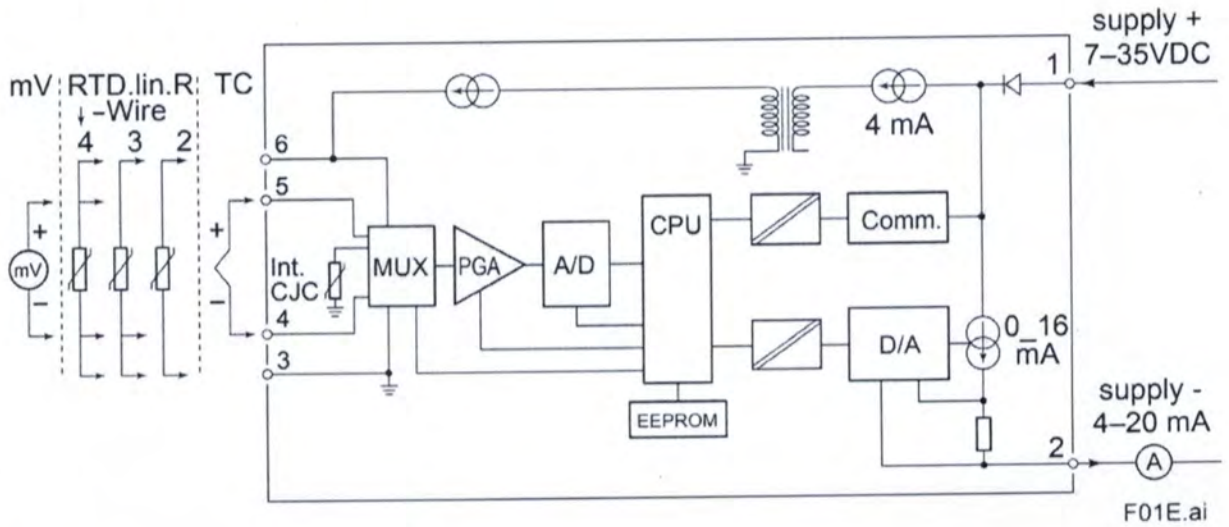 supply +
7–35VDC
1
mV RTD.lin.R TC
↓ –Wire
4 3 2
4 mA
6
5
+
+
mV
–
–
Int.
CJC
MUX
PGA
A/D
CPU
Comm.
4
3
D/A
0_16
mA
EEPROM
supply -
4–20 mA
2
A
F01E.ai